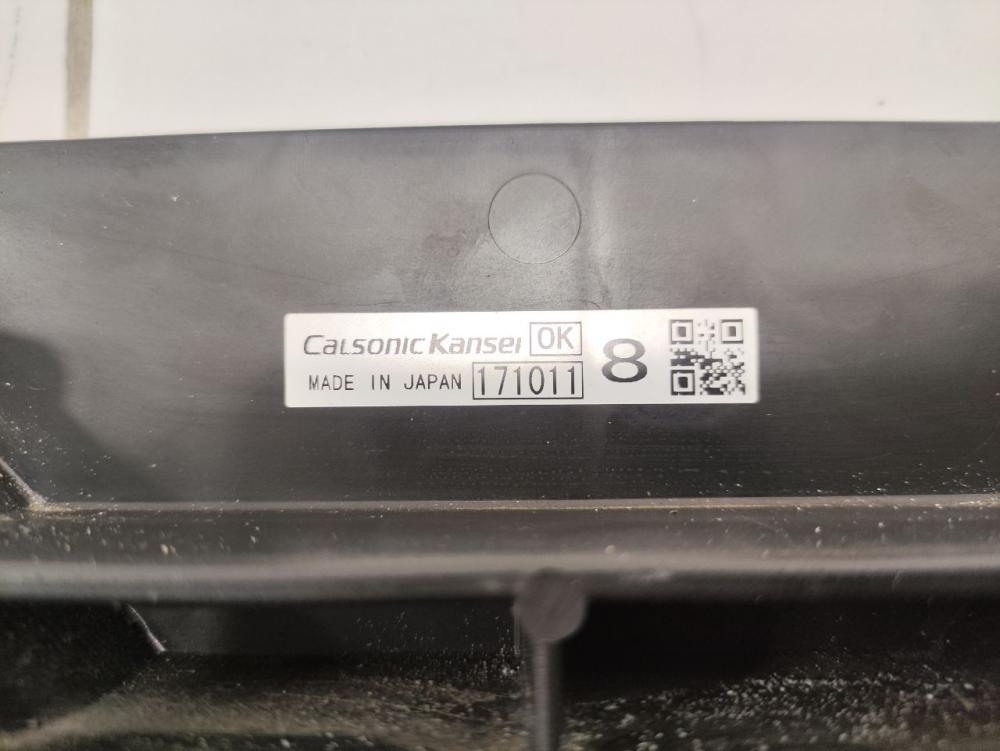 CALSONIC KANSEI OK
MADE IN JAPAN 171011
8